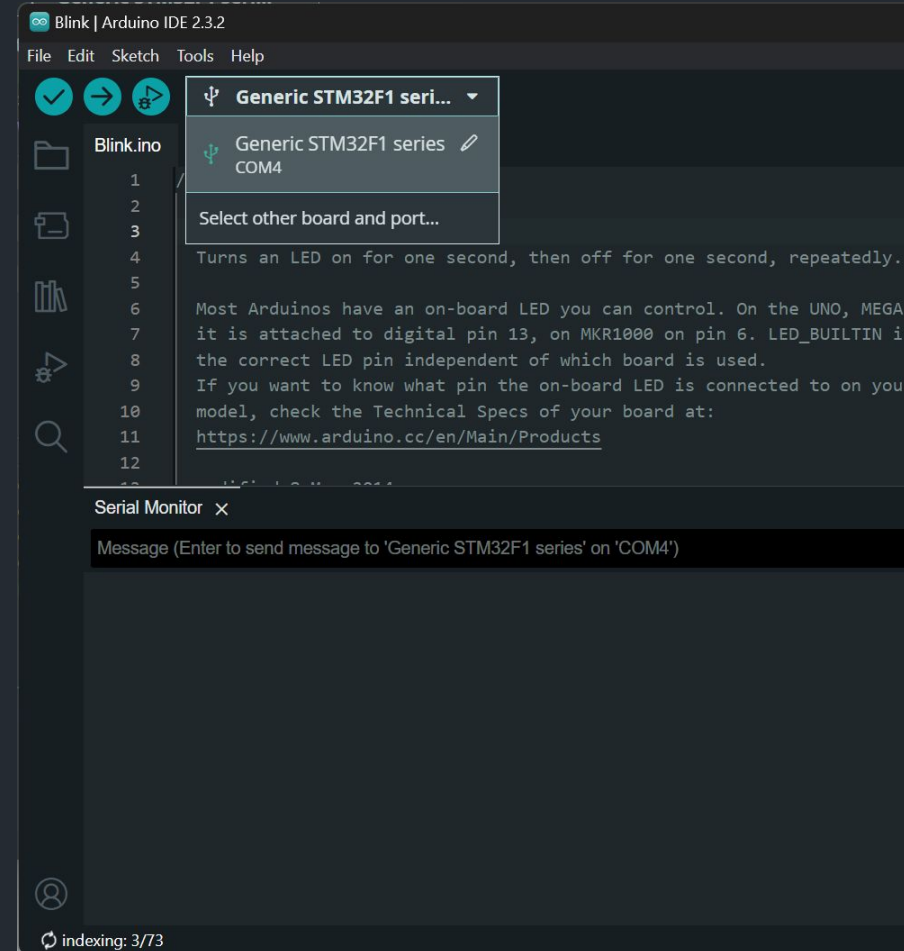 Blink | Arduino IDE 2.3.2
File Edit Sketch Tools Help
Generic STM32F1 seri...
Blink.ino
Generic STM32F1 series
COM4
Select other board and port...
1 /
2
3
4 Turns an LED on for one second, then off for one second, repeatedly.
5
6 Most Arduinos have an on-board LED you can control. On the UNO, MEGA
7 it is attached to digital pin 13, on MKR1000 on pin 6. LED_BUILTIN i
8 the correct LED pin independent of which board is used.
9 If you want to know what pin the on-board LED is connected to on you
10 model, check the Technical Specs of your board at:
11 https://www.arduino.cc/en/Main/Products
12
Serial Monitor
Message (Enter to send message to 'Generic STM32F1 series' on 'COM4')
indexing: 3/73